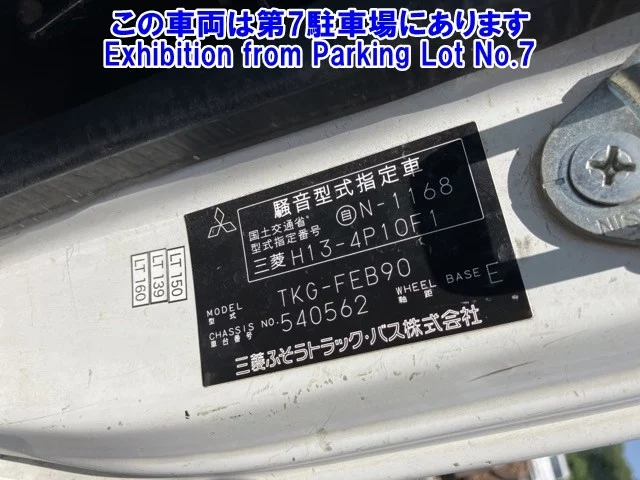 この車両は第7駐車場にあります
Exhibition from Parking Lot No.7
騒音型式指定車
国土交通省
型式指定番号
自N-1168
三菱 H13-4P10F1
LT 150
LT 139
LT 160
MODEL
型式
TKG-FEB90
CHASSIS NO.
車台番号
540562
WHEEL BASE
軸距
E
三菱ふそうトラック・バス株式会社